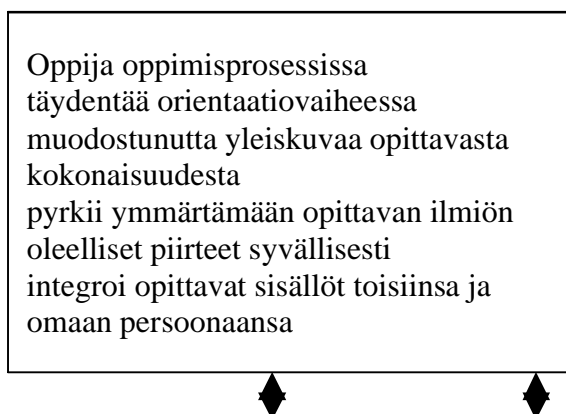 Oppija oppimisprosessissa
täydentää orientaatiovaiheessa
muodostunutta yleiskuvaa opittavasta
kokonaisuudesta
pyrkii ymmärtämään opittavan ilmiön
oleelliset piirteet syvällisesti
integroi opittavat sisällöt toisiinsa ja
omaan persoonaansa